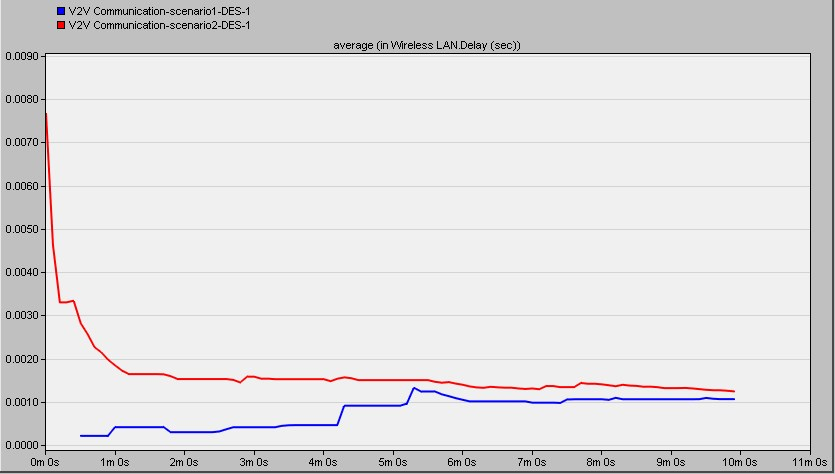 V2V Communication-scenario1-DES-1
V2V Communication-scenario2-DES-1
average (in Wireless LAN.Delay (sec))
0.0090
0.0080
0.0070
0.0060
0.0050
0.0040
0.0030
0.0020
0.0010
0.0000
0m 0s 1m 0s 2m 0s 3m 0s 4m 0s 5m 0s 6m 0s 7m 0s 8m 0s 9m 0s 10m 0s 11m 0s